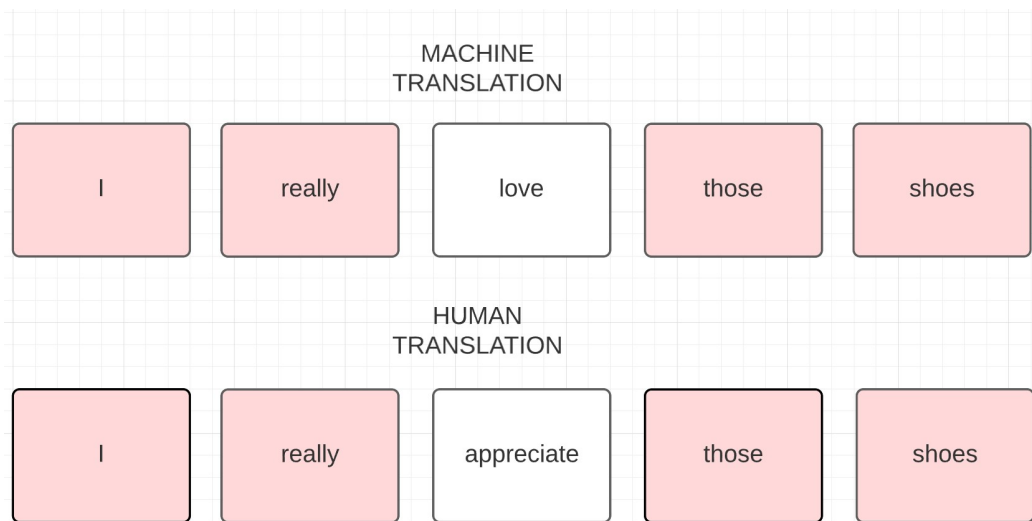 MACHINE
TRANSLATION
I really love those shoes
HUMAN
TRANSLATION
I really appreciate those shoes